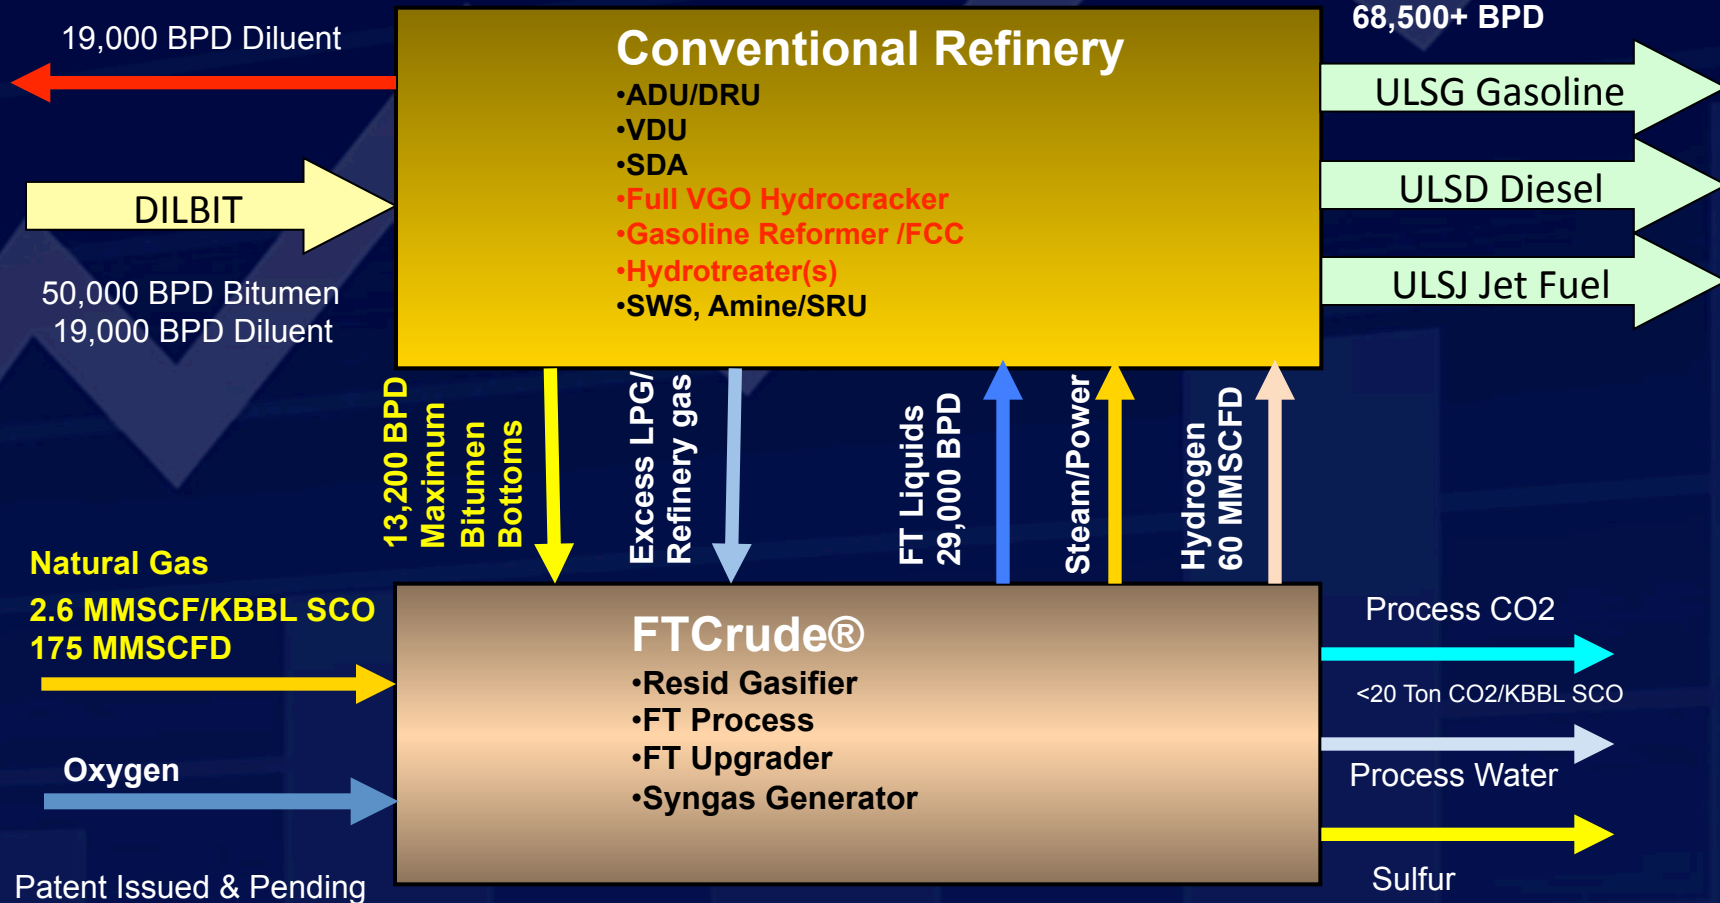 19,000 BPD Diluent
DILBIT
50,000 BPD Bitumen
19,000 BPD Diluent
Conventional Refinery
•ADU/DRU
•VDU
•SDA
•Full VGO Hydrocracker
•Gasoline Reformer /FCC
•Hydrotreater(s)
•SWS, Amine/SRU
68,500+ BPD
ULSG Gasoline
ULSD Diesel
ULSJ Jet Fuel
13,200 BPD
Maximum
Bitumen
Bottoms
Excess LPG/
Refinery gas
FT Liquids
29,000 BPD
Steam/Power
Hydrogen
60 MMSCFD
Natural Gas
2.6 MMSCF/KBBL SCO
175 MMSCFD
Oxygen
Patent Issued & Pending
FTCrude®
•Resid Gasifier
•FT Process
•FT Upgrader
•Syngas Generator
Process CO2
<20 Ton CO2/KBBL SCO
Process Water
Sulfur